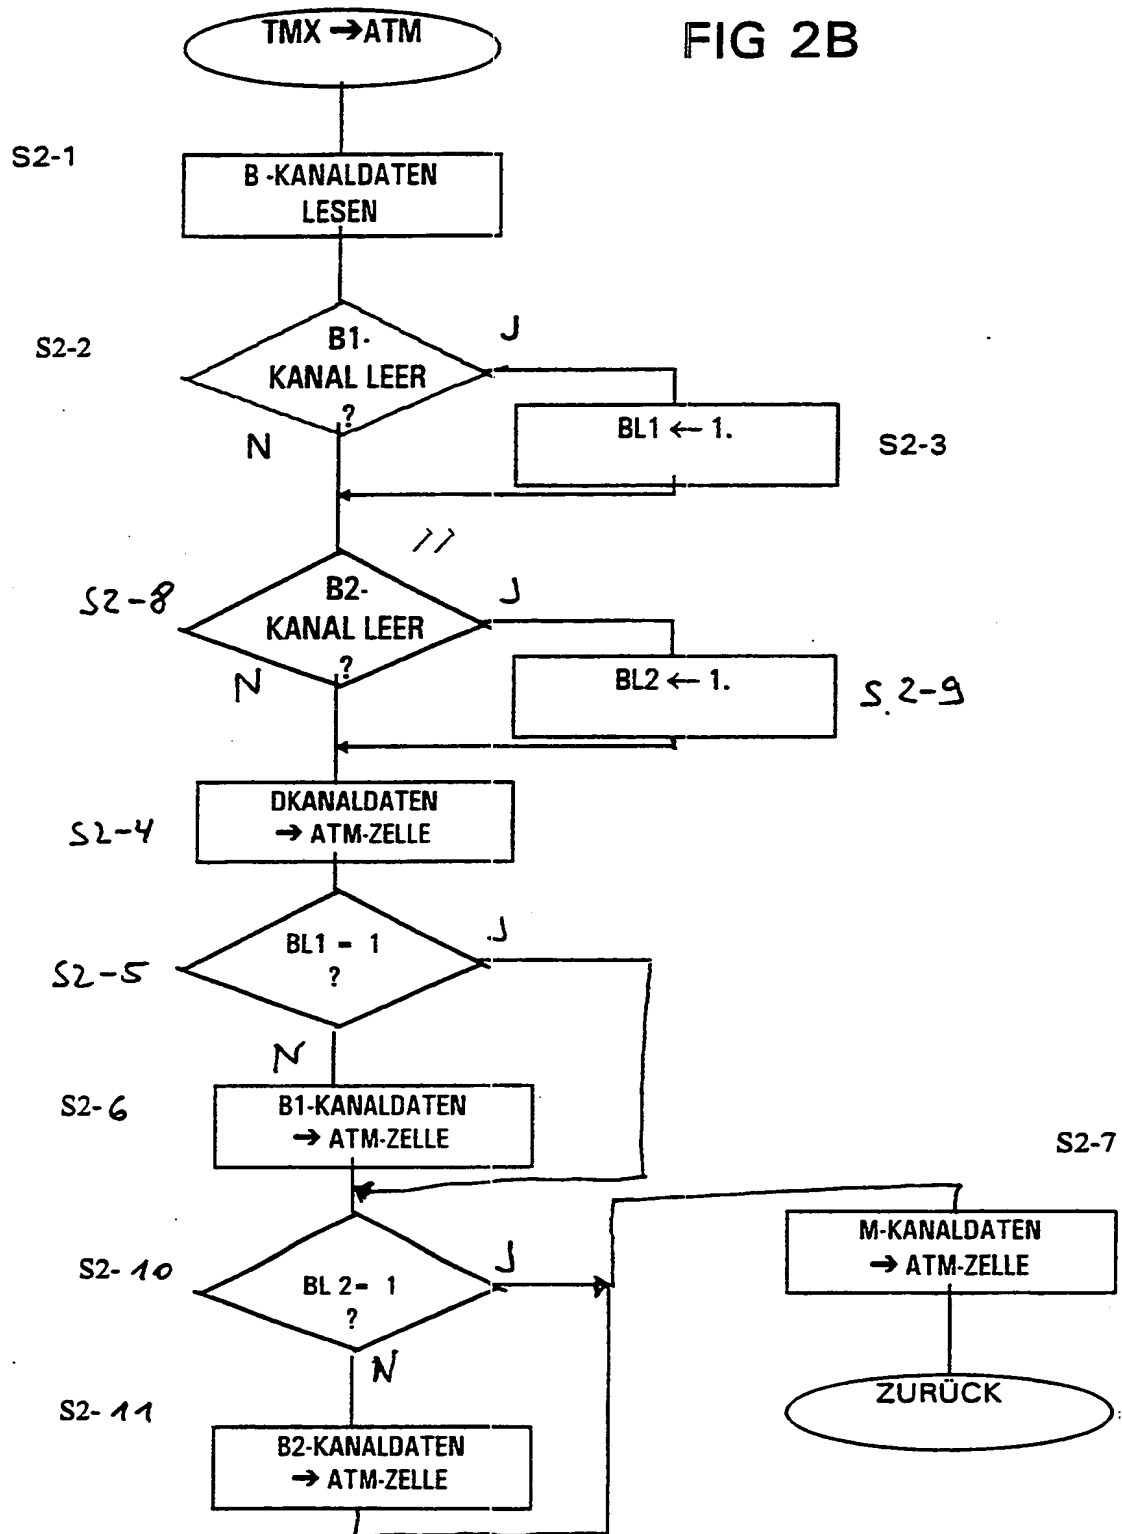 TMX → ATM
FIG 2B
S2-1
B -KANALDATEN
LESEN
S2-2
B1-
KANAL LEER
?
J
N
BL1 ← 1.
S2-3
S2-8
B2-
KANAL LEER
?
J
N
BL2 ← 1.
S.2-9
S2-4
DKANALDATEN
→ ATM-ZELLE
S2-5
BL1 = 1
?
J
N
S2-6
B1-KANALDATEN
→ ATM-ZELLE
S2-7
M-KANALDATEN
→ ATM-ZELLE
S2-10
BL 2= 1
?
J
N
ZURÜCK
S2-11
B2-KANALDATEN
→ ATM-ZELLE